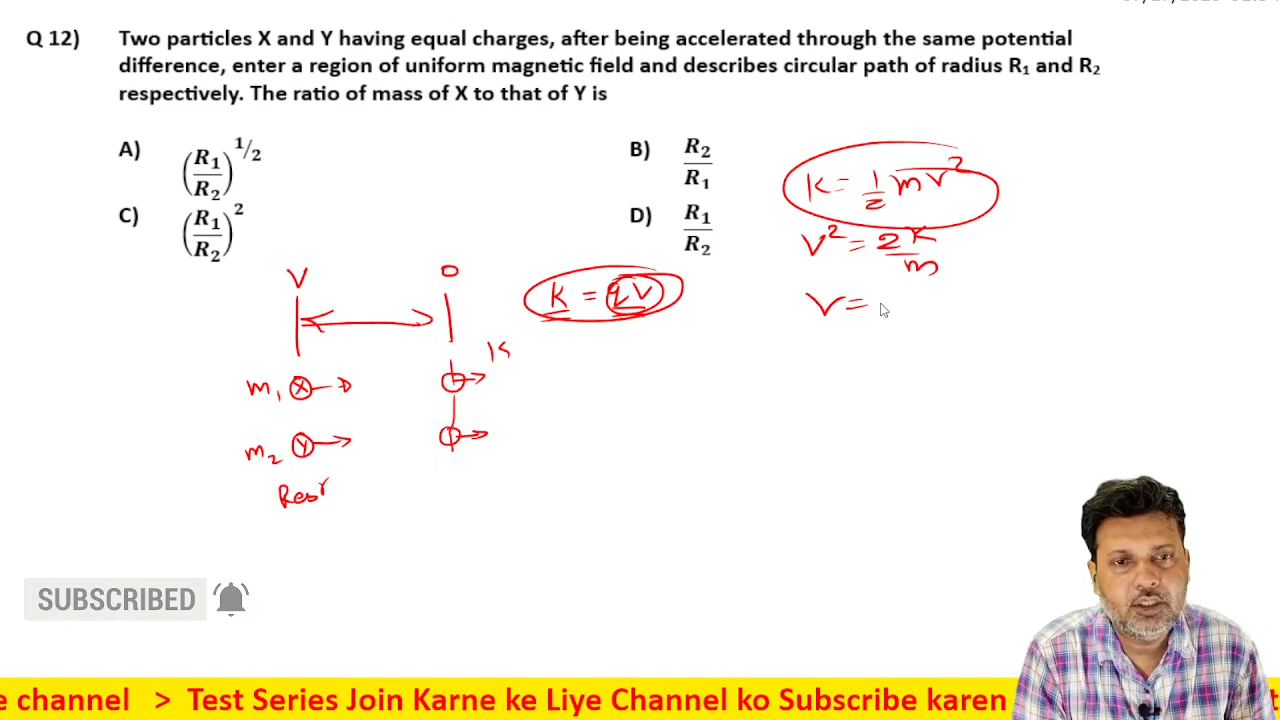 Q 12) Two particles X and Y having equal charges, after being accelerated through the same potential
difference, enter a region of uniform magnetic field and describes circular path of radius R₁ and R₂
respectively. The ratio of mass of X to that of Y is
A) (R₁/R₂)^1/2
B) R₂/R₁
C) (R₁/R₂)^2
D) R₁/R₂
K = 1/2 mv²
v² = 2K/m
v =
V 0
K = qV
K
m₁ X
m₂ Y
Rest
SUBSCRIBED
e channel > Test Series Join Karne ke Liye Channel ko Subscribe karen